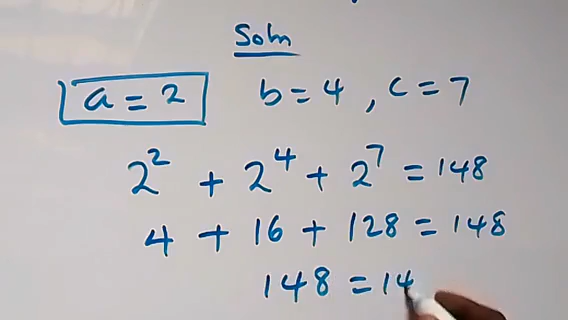 Soln
a = 2 b = 4 , c = 7
2² + 2⁴ + 2⁷ = 148
4 + 16 + 128 = 148
148 = 14